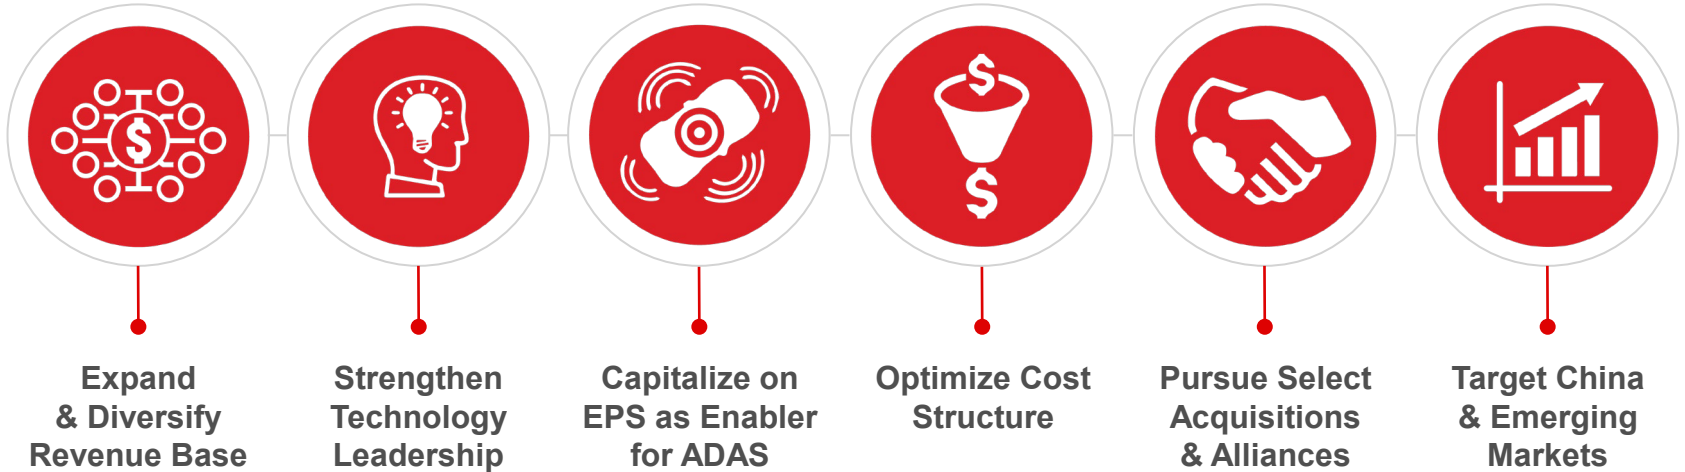 $
$
$
Expand
& Diversify
Revenue Base
Strengthen
Technology
Leadership
Capitalize on
EPS as Enabler
for ADAS
Optimize Cost
Structure
Pursue Select
Acquisitions
& Alliances
Target China
& Emerging
Markets